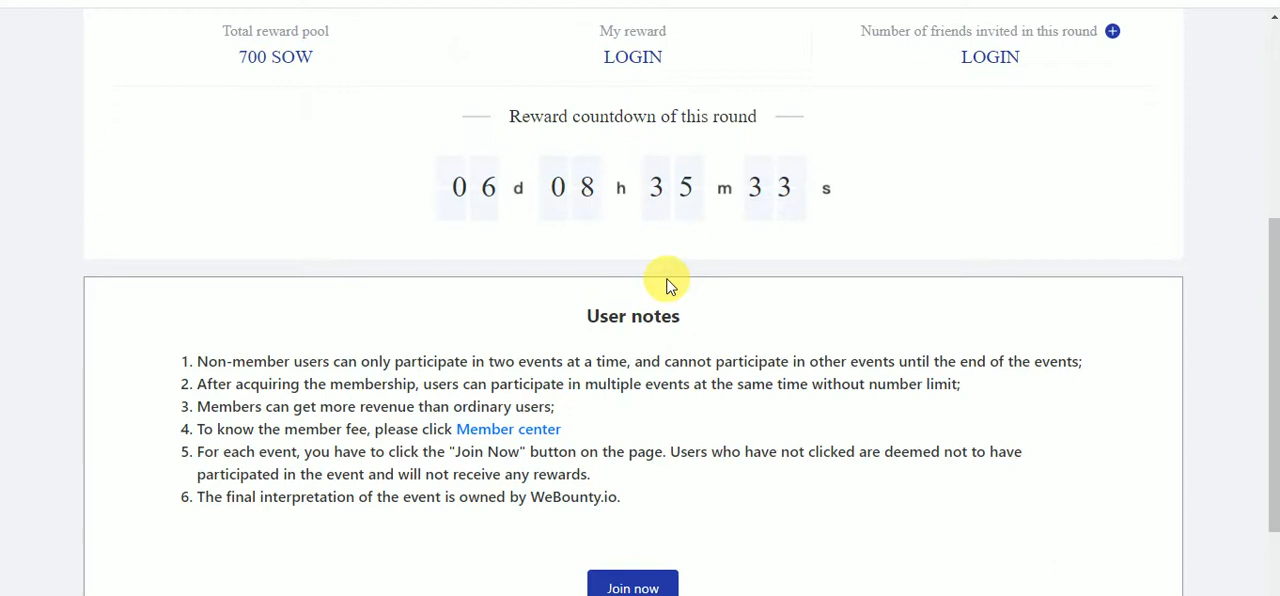 Total reward pool My reward Number of friends invited in this round
700 SOW LOGIN LOGIN
Reward countdown of this round
06 d 08 h 35 m 33 s
User notes
1. Non-member users can only participate in two events at a time, and cannot participate in other events until the end of the events;
2. After acquiring the membership, users can participate in multiple events at the same time without number limit;
3. Members can get more revenue than ordinary users;
4. To know the member fee, please click Member center
5. For each event, you have to click the "Join Now" button on the page. Users who have not clicked are deemed not to have
participated in the event and will not receive any rewards.
6. The final interpretation of the event is owned by WeBounty.io.
Join now